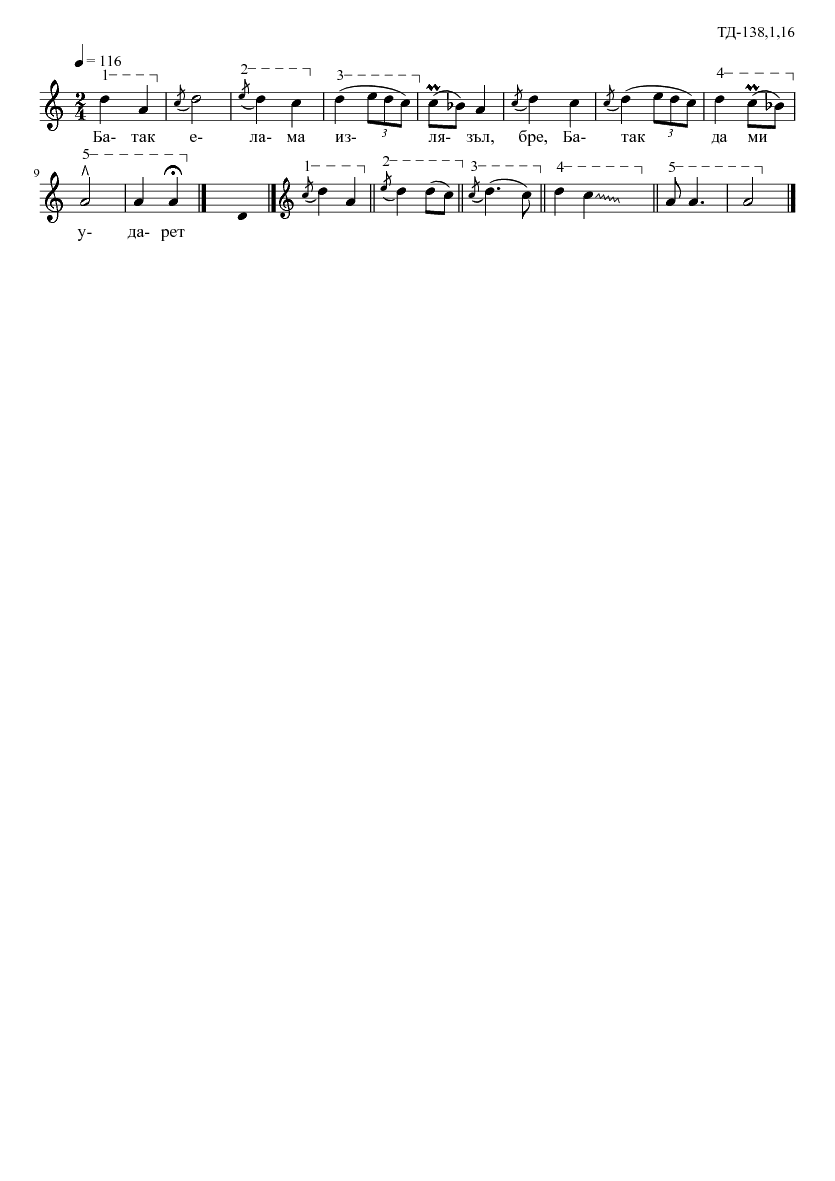 ТД-138,1,16
= 116
1 2 3 4
3 3
Ба- так е- ла- ма из- ля- зъл, бре, Ба- так да ми
9
5 1 2 3 4 5
у- да- рет